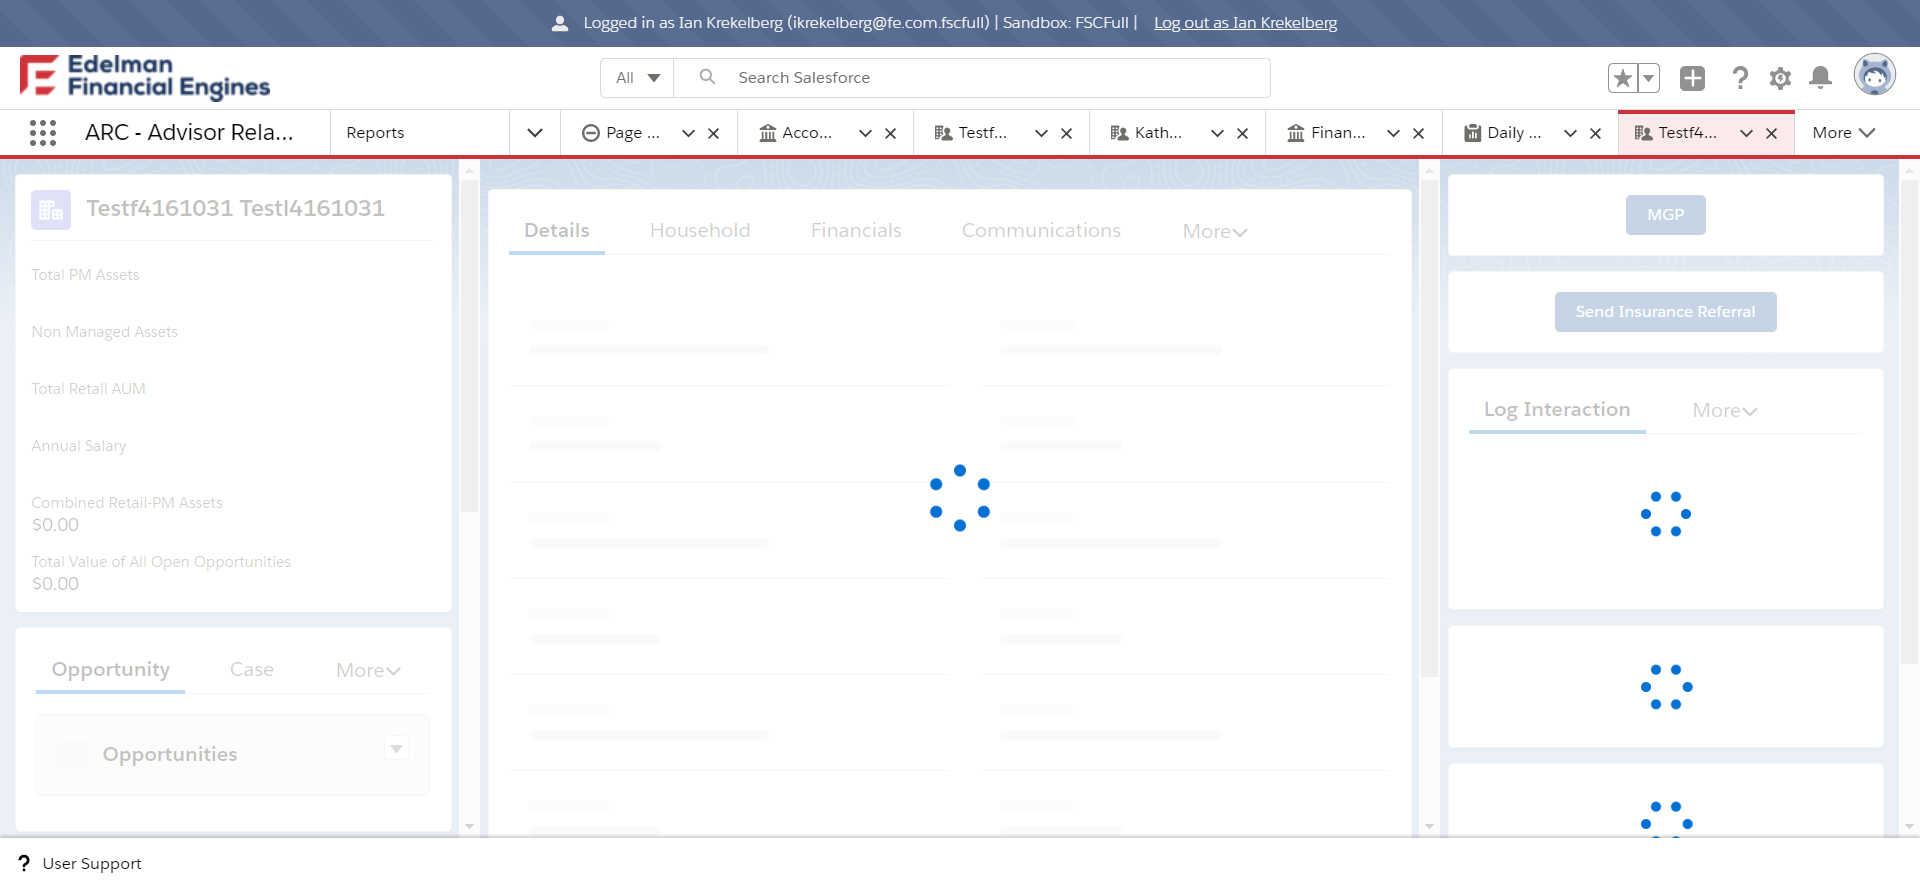 Logged in as Ian Krekelberg (ikrekelberg@fe.com.fscfull) | Sandbox: FSCFull | Log out as Ian Krekelberg
Edelman
Financial Engines
All
Search Salesforce
ARC - Advisor Rela...
Reports
Page ...
Acco...
Testf...
Kath...
Finan...
Daily ...
Testf4...
More
Testf4161031 Testl4161031
Total PM Assets
Non Managed Assets
Total Retail AUM
Annual Salary
Combined Retail-PM Assets
$0.00
Total Value of All Open Opportunities
$0.00
Opportunity
Case
More
Opportunities
Details
Household
Financials
Communications
More
MGP
Send Insurance Referral
Log Interaction
More
? User Support